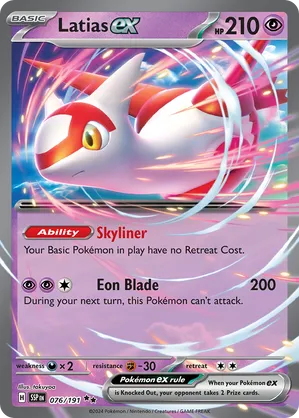 BASIC
Latias ex
HP 210
Ability Skyliner
Your Basic Pokémon in play have no Retreat Cost.
Eon Blade 200
During your next turn, this Pokémon can't attack.
weakness ×2 resistance -30 retreat
Pokémon ex rule
When your Pokémon ex is Knocked Out, your opponent takes 2 Prize cards.
Illus. takuyoa
H SSP EN 076/191
©2024 Pokémon / Nintendo / Creatures / GAME FREAK